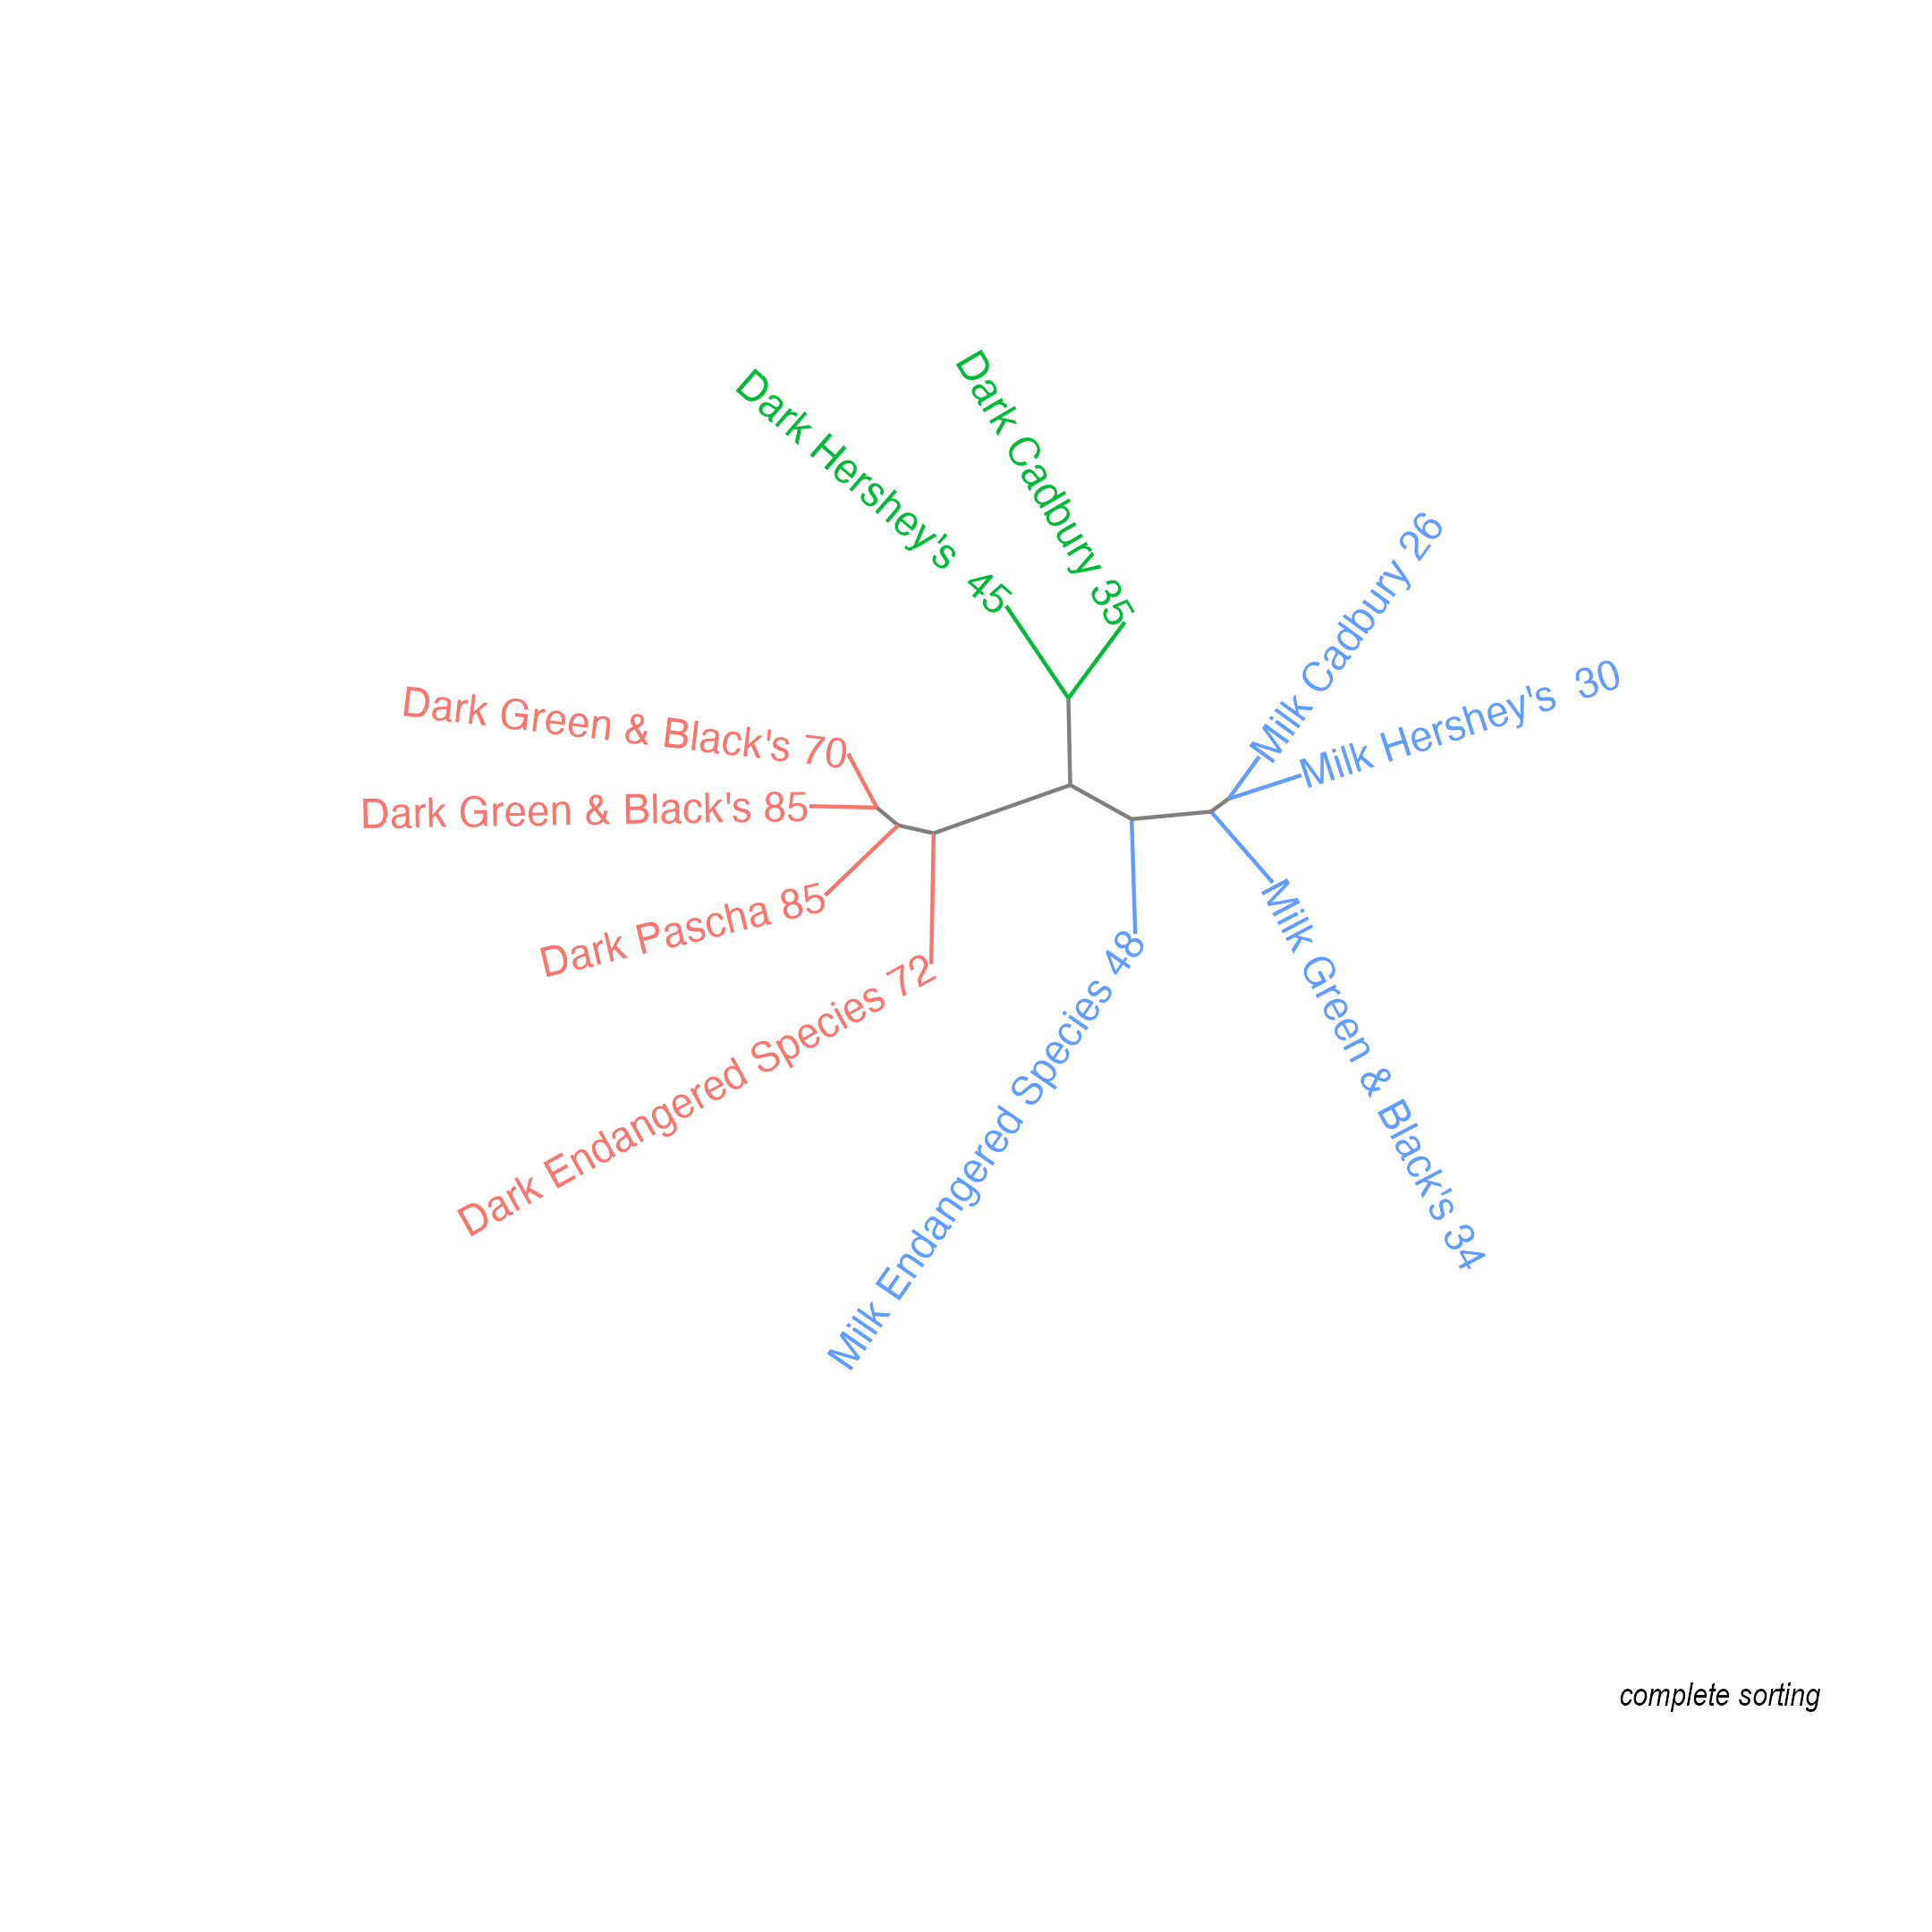 Dark Cadbury 35
Dark Hershey's  45
Milk Cadbury 26
Milk Hershey's  30
Dark Green & Black's 70
Dark Green & Black's 85
Dark Pascha 85
Dark Endangered Species 72
Milk Endangered Species 48
Milk Green & Black's 34
complete sorting